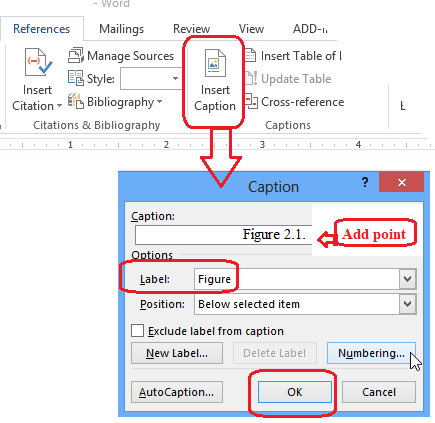 - Word
References Mailings Review View ADD-I
Insert Citation
Manage Sources
Style:
Bibliography
Citations & Bibliography
Insert Caption
Insert Table of
Update Table
Cross-reference
Captions
1 2 3 4
Caption
?
Caption:
Figure 2.1.
Add point
Options
Label: Figure
Position: Below selected item
Exclude label from caption
New Label... Delete Label Numbering...
AutoCaption... OK Cancel